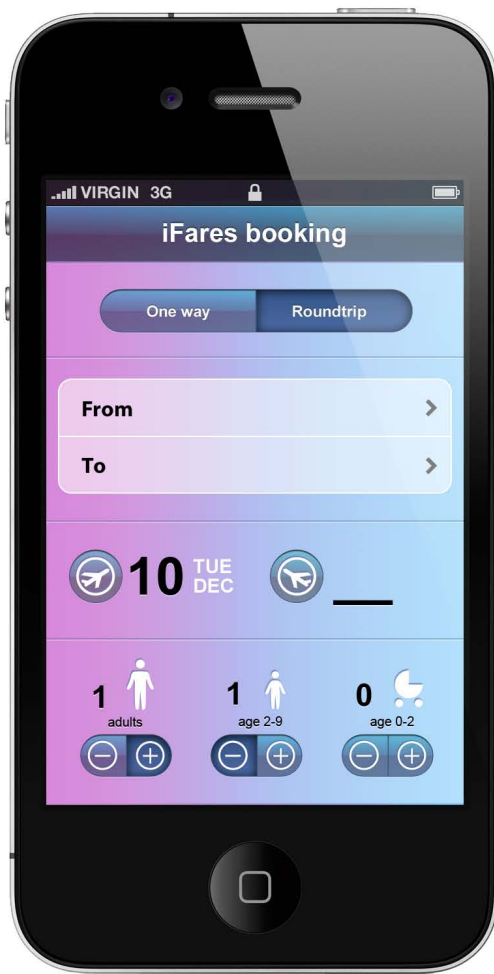 VIRGIN 3G
iFares booking
One way Roundtrip
From
To
10 TUE DEC
1 1 0
adults age 2-9 age 0-2